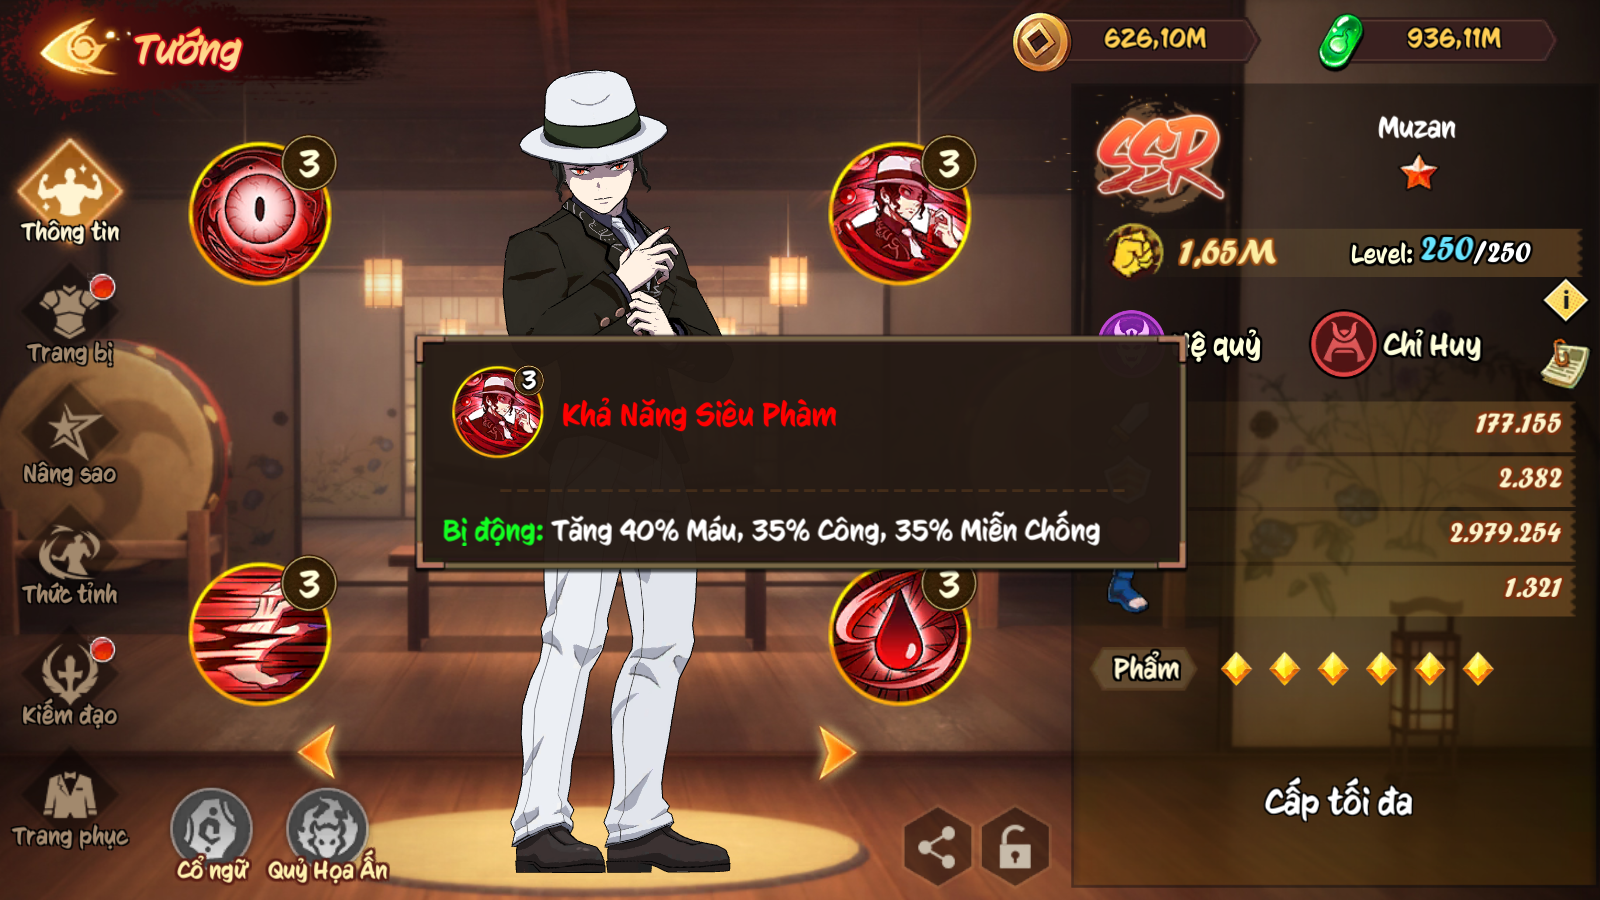 Tướng
626,10M
936,11M
Thông tin
Trang bị
Nâng sao
Thức tỉnh
Kiếm đạo
Trang phục
3
3
3
3
Cổ ngữ
Quỷ Họa Ấn
3
Khả Năng Siêu Phàm
Bị động: Tăng 40% Máu, 35% Công, 35% Miễn Chống
SSR
Muzan
1,65M
Level: 250/250
ệ quỷ
Chỉ Huy
177.155
2.382
2.979.254
1.321
Phẩm
Cấp tối đa